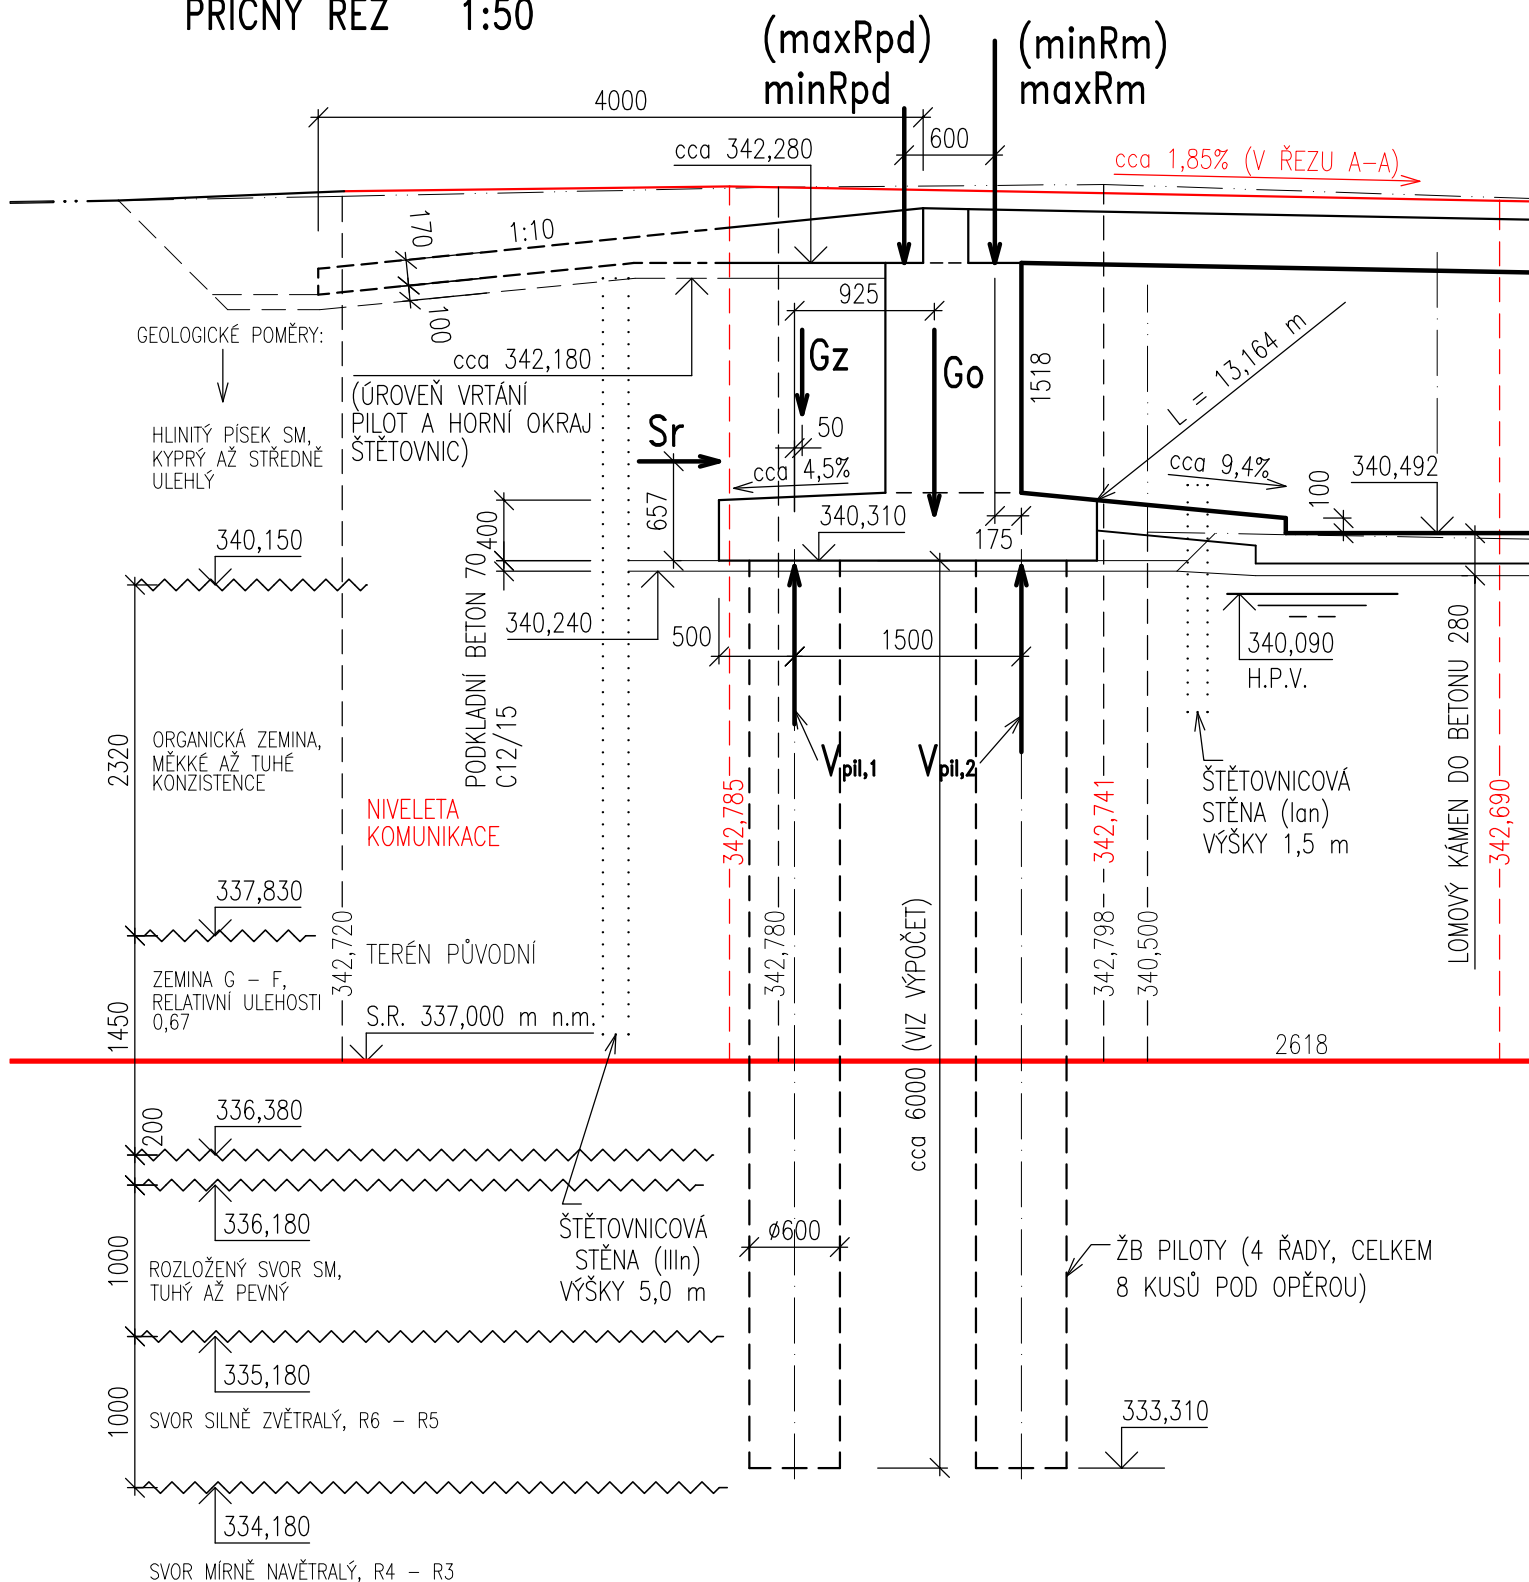 PŘÍCNÝ REZ 1:50
(maxRpd)
minRpd
(minRm)
maxRm
4000
600
cca 342,280
cca 1,85% (V ŘEZU A-A)
170
1:10
100
925
GEOLOGICKÉ POMĚRY:
cca 342,180
(ÚROVEŇ VRTÁNÍ
PILOT A HORNÍ OKRAJ
ŠTĚTOVNIC)
Gz
Go
1518
L = 13,164 m
HLINITÝ PÍSEK SM,
KYPRÝ AŽ STŘEDNĚ
ULEHLÝ
Sr
50
cca 4,5%
cca 9,4%
100
340,492
657
400
340,310
175
340,150
PODKLADNÍ BETON 70
C12/15
340,240
500
1500
340,090
H.P.V.
LOMOVÝ KÁMEN DO BETONU 280
2320
ORGANICKÁ ZEMINA,
MĚKKÉ AŽ TUHÉ
KONZISTENCE
Vpil,1
Vpil,2
ŠTĚTOVNICOVÁ
STĚNA (Ian)
VÝŠKY 1,5 m
NIVELETA
KOMUNIKACE
342,785
342,741
342,690
337,830
342,720
TERÉN PŮVODNÍ
342,780
342,798
340,500
cca 6000 (VIZ VÝPOČET)
ZEMINA G - F,
RELATIVNÍ ULEHOSTI
0,67
1450
S.R. 337,000 m n.m.
2618
336,380
200
336,180
ŠTĚTOVNICOVÁ
STĚNA (IIIn)
VÝŠKY 5,0 m
ø600
ŽB PILOTY (4 ŘADY, CELKEM
8 KUSŮ POD OPĚROU)
1000
ROZLOŽENÝ SVOR SM,
TUHÝ AŽ PEVNÝ
335,180
1000
SVOR SILNĚ ZVĚTRALÝ, R6 - R5
333,310
334,180
SVOR MÍRNĚ NAVĚTRALÝ, R4 - R3